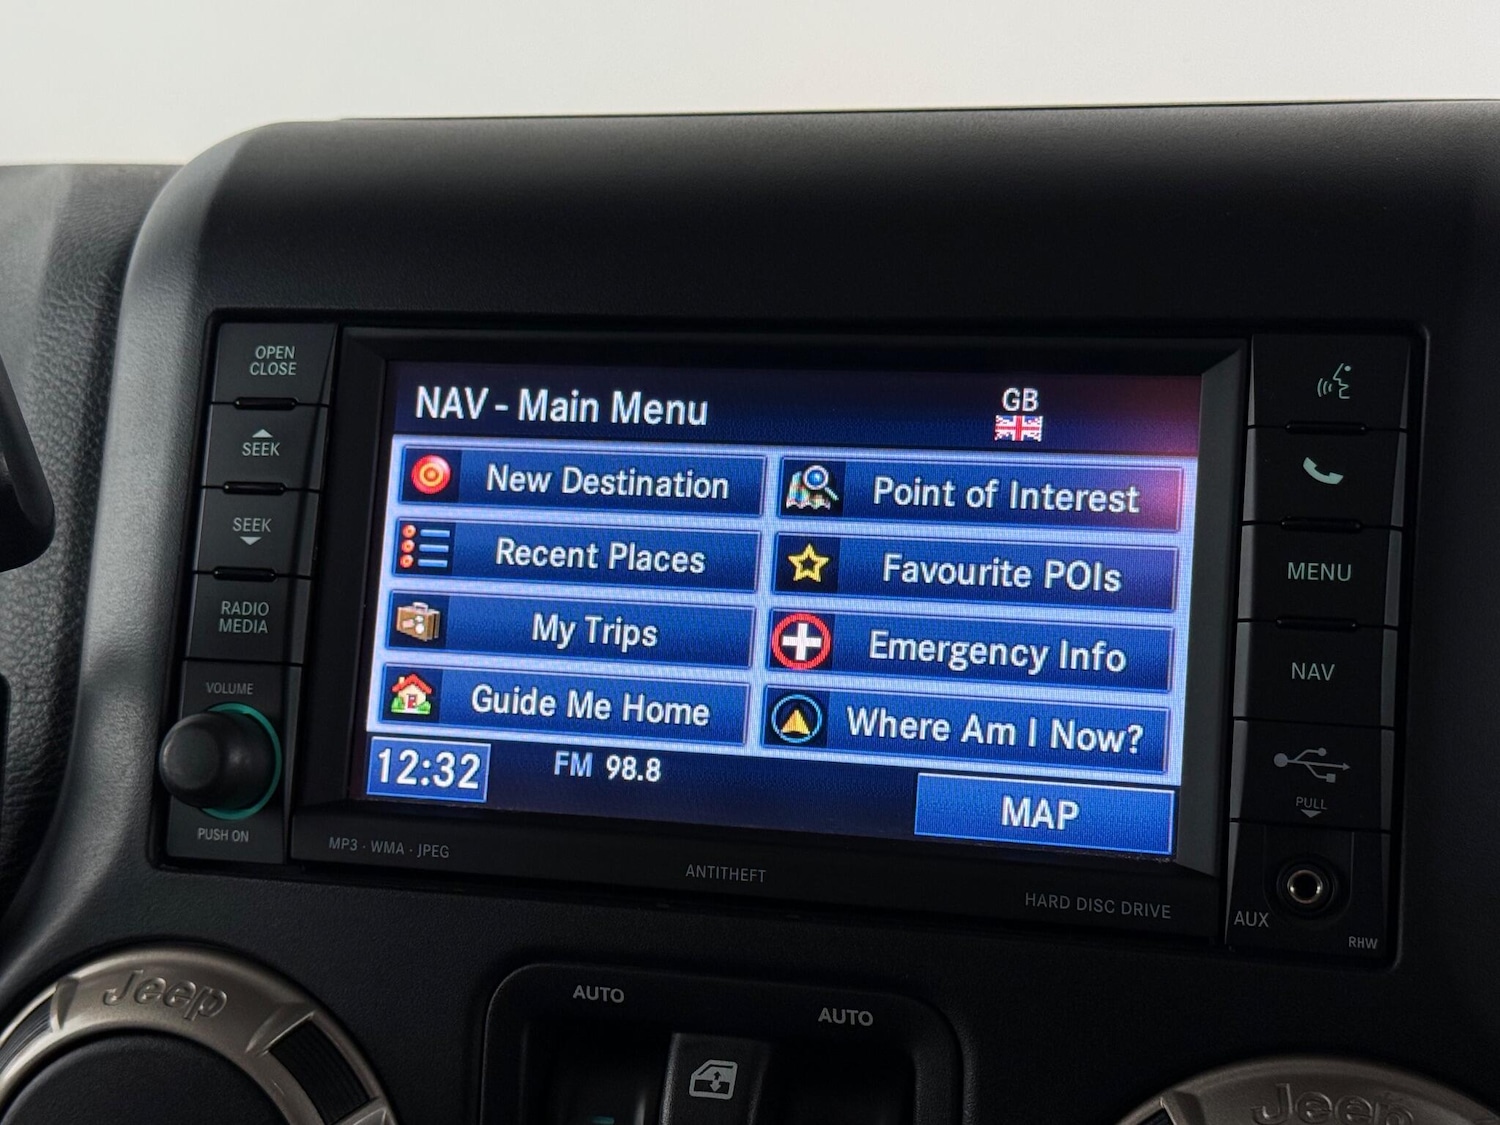 OPEN
CLOSE
SEEK
SEEK
RADIO
MEDIA
VOLUME
PUSH ON
NAV - Main Menu
GB
New Destination
Point of Interest
Recent Places
Favourite POIs
My Trips
Emergency Info
Guide Me Home
Where Am I Now?
12:32
FM 98.8
MAP
MENU
NAV
PULL
AUX
RHW
MP3 · WMA · JPEG
ANTITHEFT
HARD DISC DRIVE
Jeep
AUTO
AUTO
Jeep